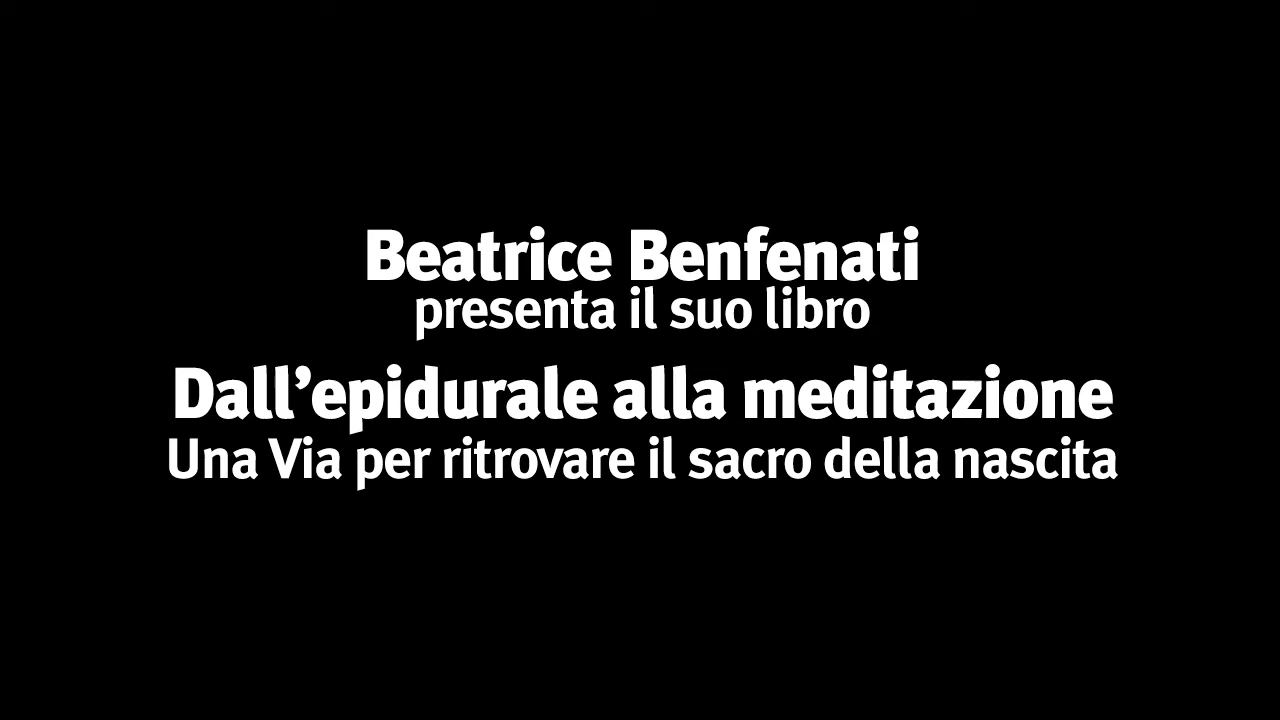 Beatrice Benfenati
presenta il suo libro
Dall’epidurale alla meditazione
Una Via per ritrovare il sacro della nascita